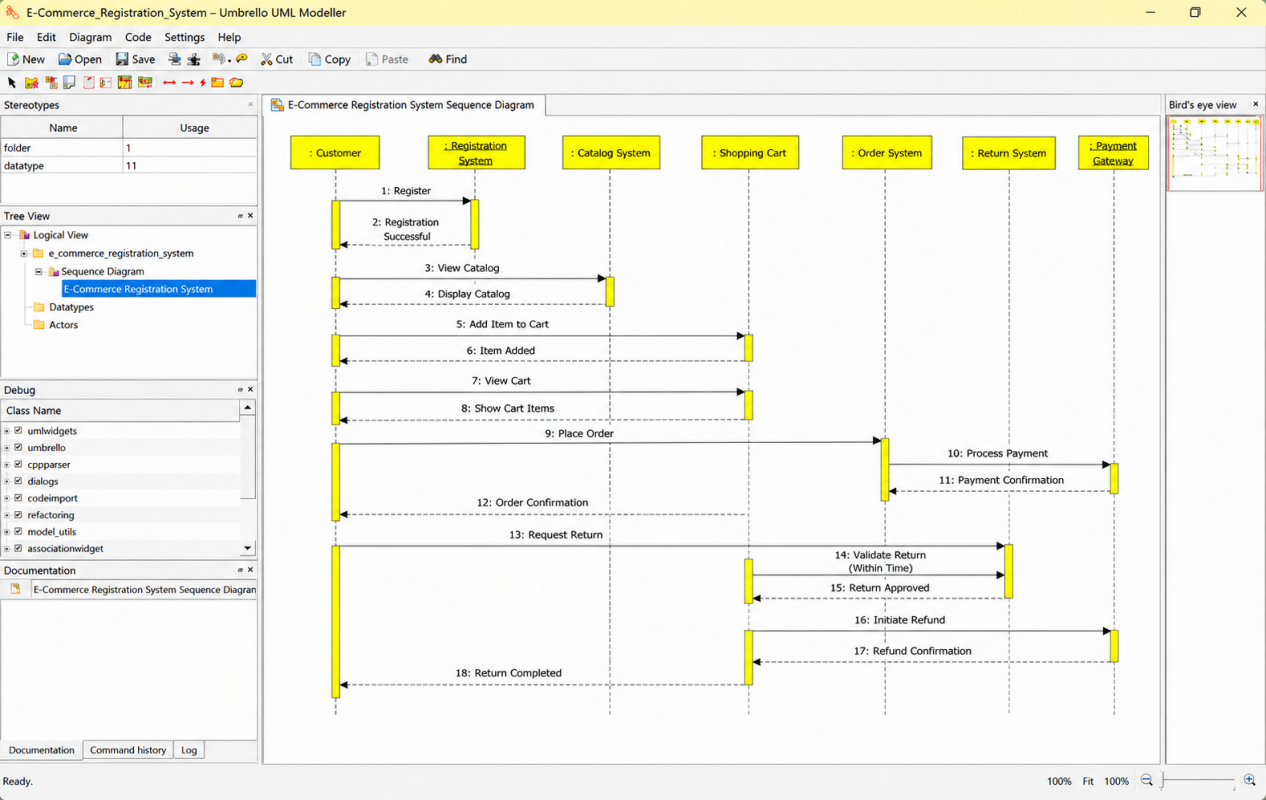 E-Commerce_Registration_System – Umbrello UML Modeller
File Edit Diagram Code Settings Help
New Open Save Cut Copy Paste Find
Stereotypes
Name Usage
folder 1
datatype 11
Tree View
Logical View
e_commerce_registration_system
Sequence Diagram
E-Commerce Registration System
Datatypes
Actors
Debug
Class Name
umlwidgets
umbrello
cppparser
dialogs
codeimport
refactoring
model_utils
associationwidget
Documentation
E-Commerce Registration System Sequence Diagran
Documentation Command history Log
Ready.
E-Commerce Registration System Sequence Diagram
: Customer
: Registration
System
: Catalog System
: Shopping Cart
: Order System
: Return System
: Payment
Gateway
1: Register
2: Registration
Successful
3: View Catalog
4: Display Catalog
5: Add Item to Cart
6: Item Added
7: View Cart
8: Show Cart Items
9: Place Order
10: Process Payment
11: Payment Confirmation
12: Order Confirmation
13: Request Return
14: Validate Return
(Within Time)
15: Return Approved
16: Initiate Refund
17: Refund Confirmation
18: Return Completed
Bird's eye view
100% Fit 100%